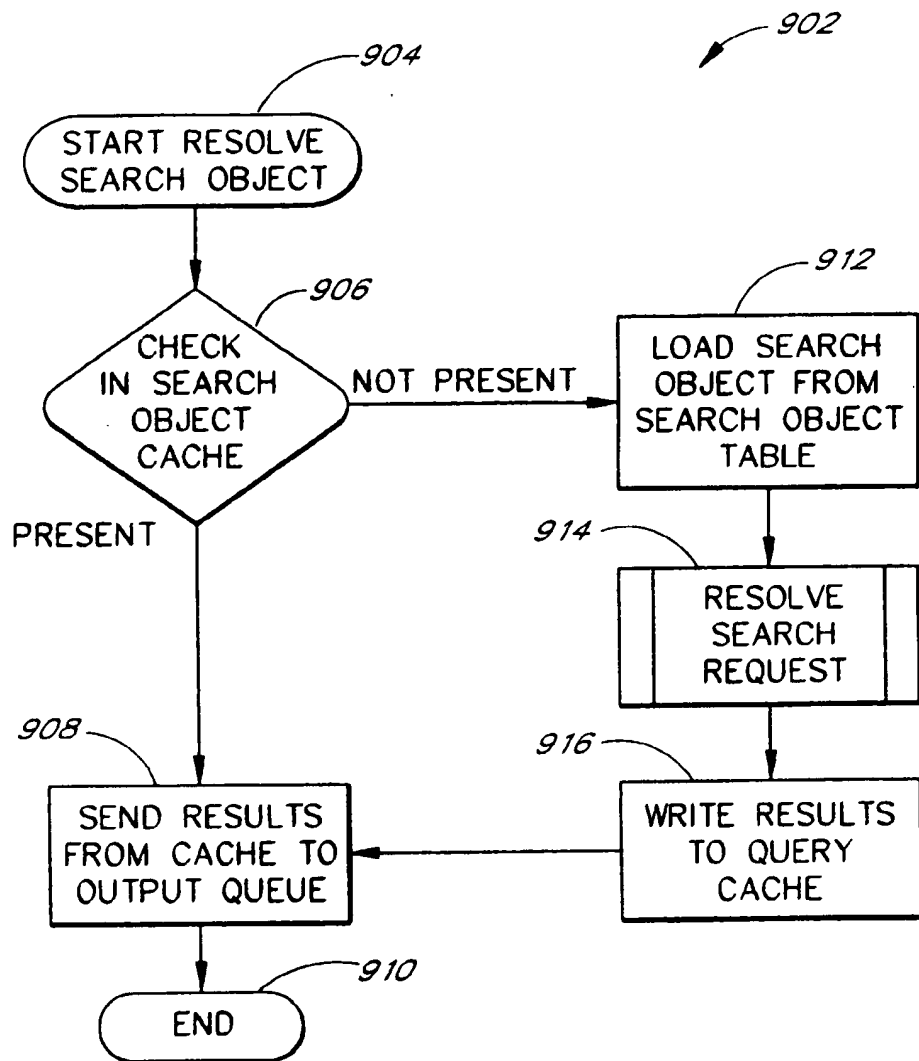 902
904
START RESOLVE
SEARCH OBJECT
906
CHECK
IN SEARCH
OBJECT
CACHE
NOT PRESENT
PRESENT
912
LOAD SEARCH
OBJECT FROM
SEARCH OBJECT
TABLE
914
RESOLVE
SEARCH
REQUEST
916
WRITE RESULTS
TO QUERY
CACHE
908
SEND RESULTS
FROM CACHE TO
OUTPUT QUEUE
910
END